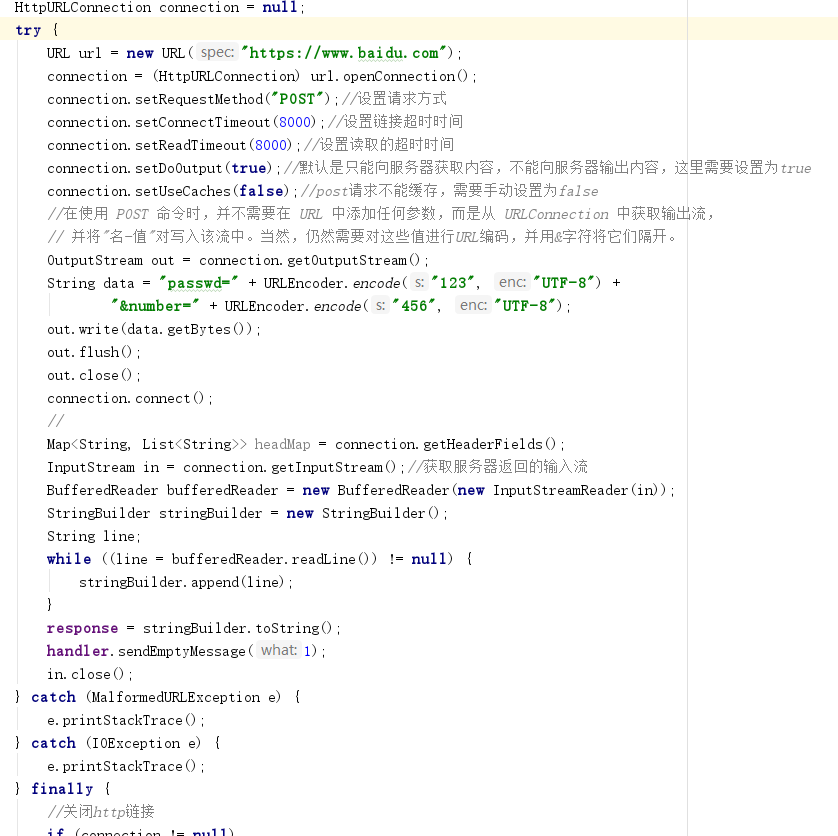 HttpURLConnection connection = null;
try {
URL url = new URL( spec: "https://www.baidu.com");
connection = (HttpURLConnection) url.openConnection();
connection.setRequestMethod("POST");//设置请求方式
connection.setConnectTimeout(8000);//设置链接超时时间
connection.setReadTimeout(8000);//设置读取的超时时间
connection.setDoOutput(true);//默认是只能向服务器获取内容，不能向服务器输出内容，这里需要设置为true
connection.setUseCaches(false);//post请求不能缓存，需要手动设置为false
//在使用 POST 命令时，并不需要在 URL 中添加任何参数，而是从 URLConnection 中获取输出流，
// 并将"名-值"对写入该流中。当然，仍然需要对这些值进行URL编码，并用&字符将它们隔开。
OutputStream out = connection.getOutputStream();
String data = "passwd=" + URLEncoder.encode( s: "123", enc: "UTF-8") +
"&number=" + URLEncoder.encode( s: "456", enc: "UTF-8");
out.write(data.getBytes());
out.flush();
out.close();
connection.connect();
//
Map<String, List<String>> headMap = connection.getHeaderFields();
InputStream in = connection.getInputStream();//获取服务器返回的输入流
BufferedReader bufferedReader = new BufferedReader(new InputStreamReader(in));
StringBuilder stringBuilder = new StringBuilder();
String line;
while ((line = bufferedReader.readLine()) != null) {
stringBuilder.append(line);
}
response = stringBuilder.toString();
handler.sendEmptyMessage( what: 1);
in.close();
} catch (MalformedURLException e) {
e.printStackTrace();
} catch (IOException e) {
e.printStackTrace();
} finally {
//关闭http链接
if (connection != null)